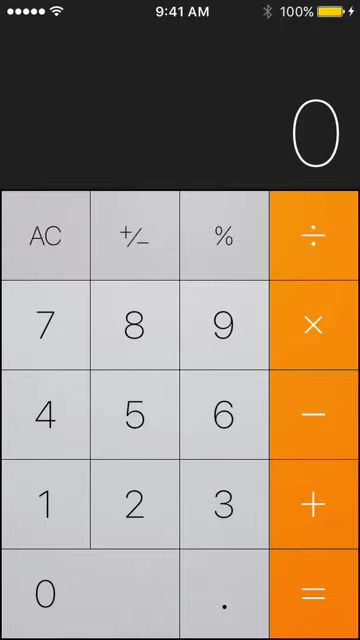 9:41 AM 100%
0
AC +/− % ÷
7 8 9 ×
4 5 6 −
1 2 3 +
0 . =